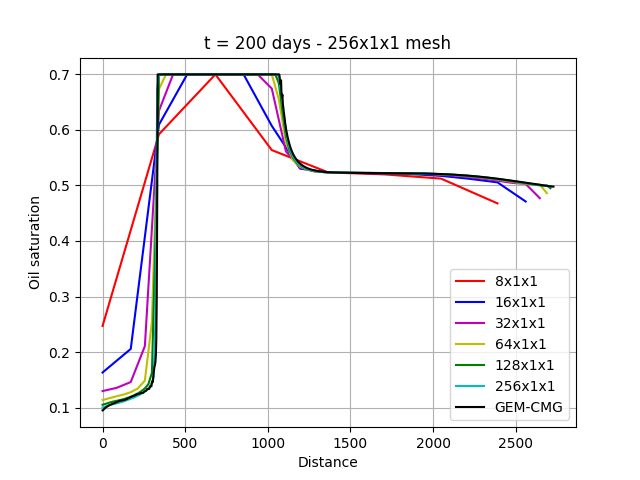 t = 200 days - 256x1x1 mesh
0.7
0.6
0.5
0.4
0.3
0.2
0.1
Oil saturation
8x1x1
16x1x1
32x1x1
64x1x1
128x1x1
256x1x1
GEM-CMG
0 500 1000 1500 2000 2500
Distance